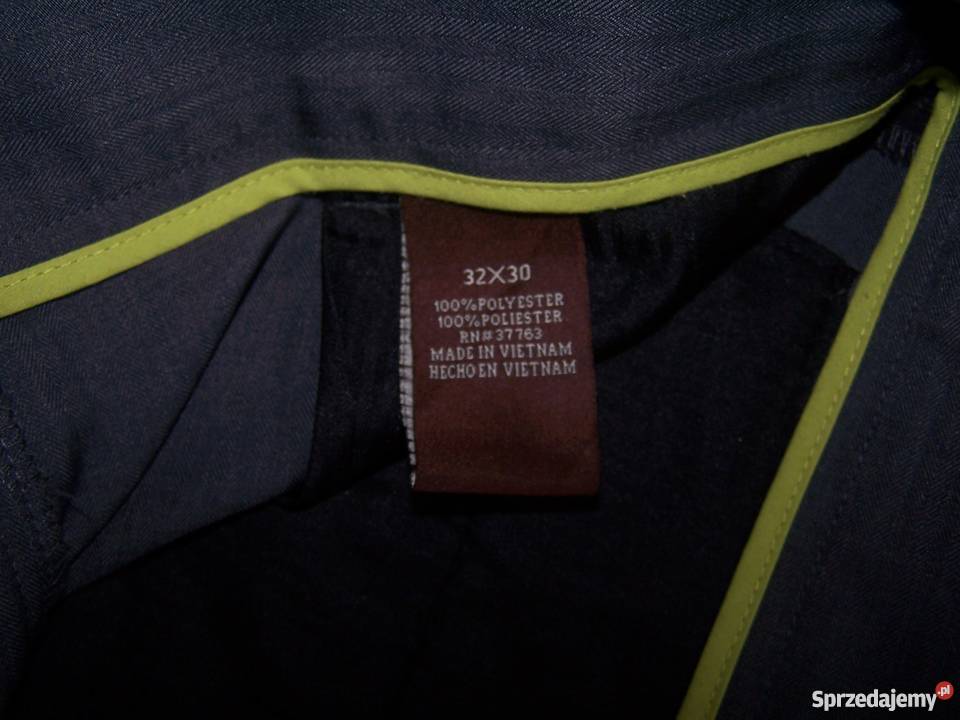 32X30
100%POLYESTER
100%POLIESTER
RN#37763
MADE IN VIETNAM
HECHO EN VIETNAM
Sprzedajemy.pl